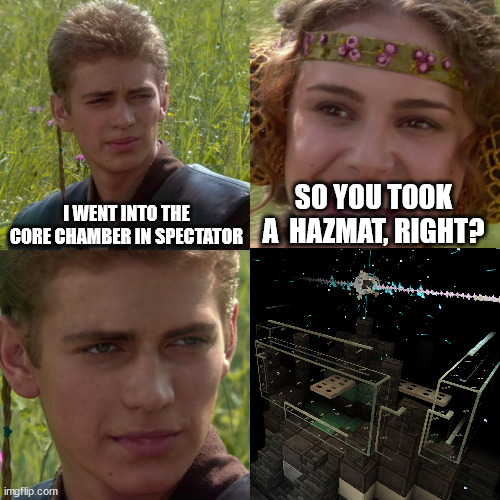 I WENT INTO THE
CORE CHAMBER IN SPECTATOR
SO YOU TOOK
A HAZMAT, RIGHT?
imgflip.com